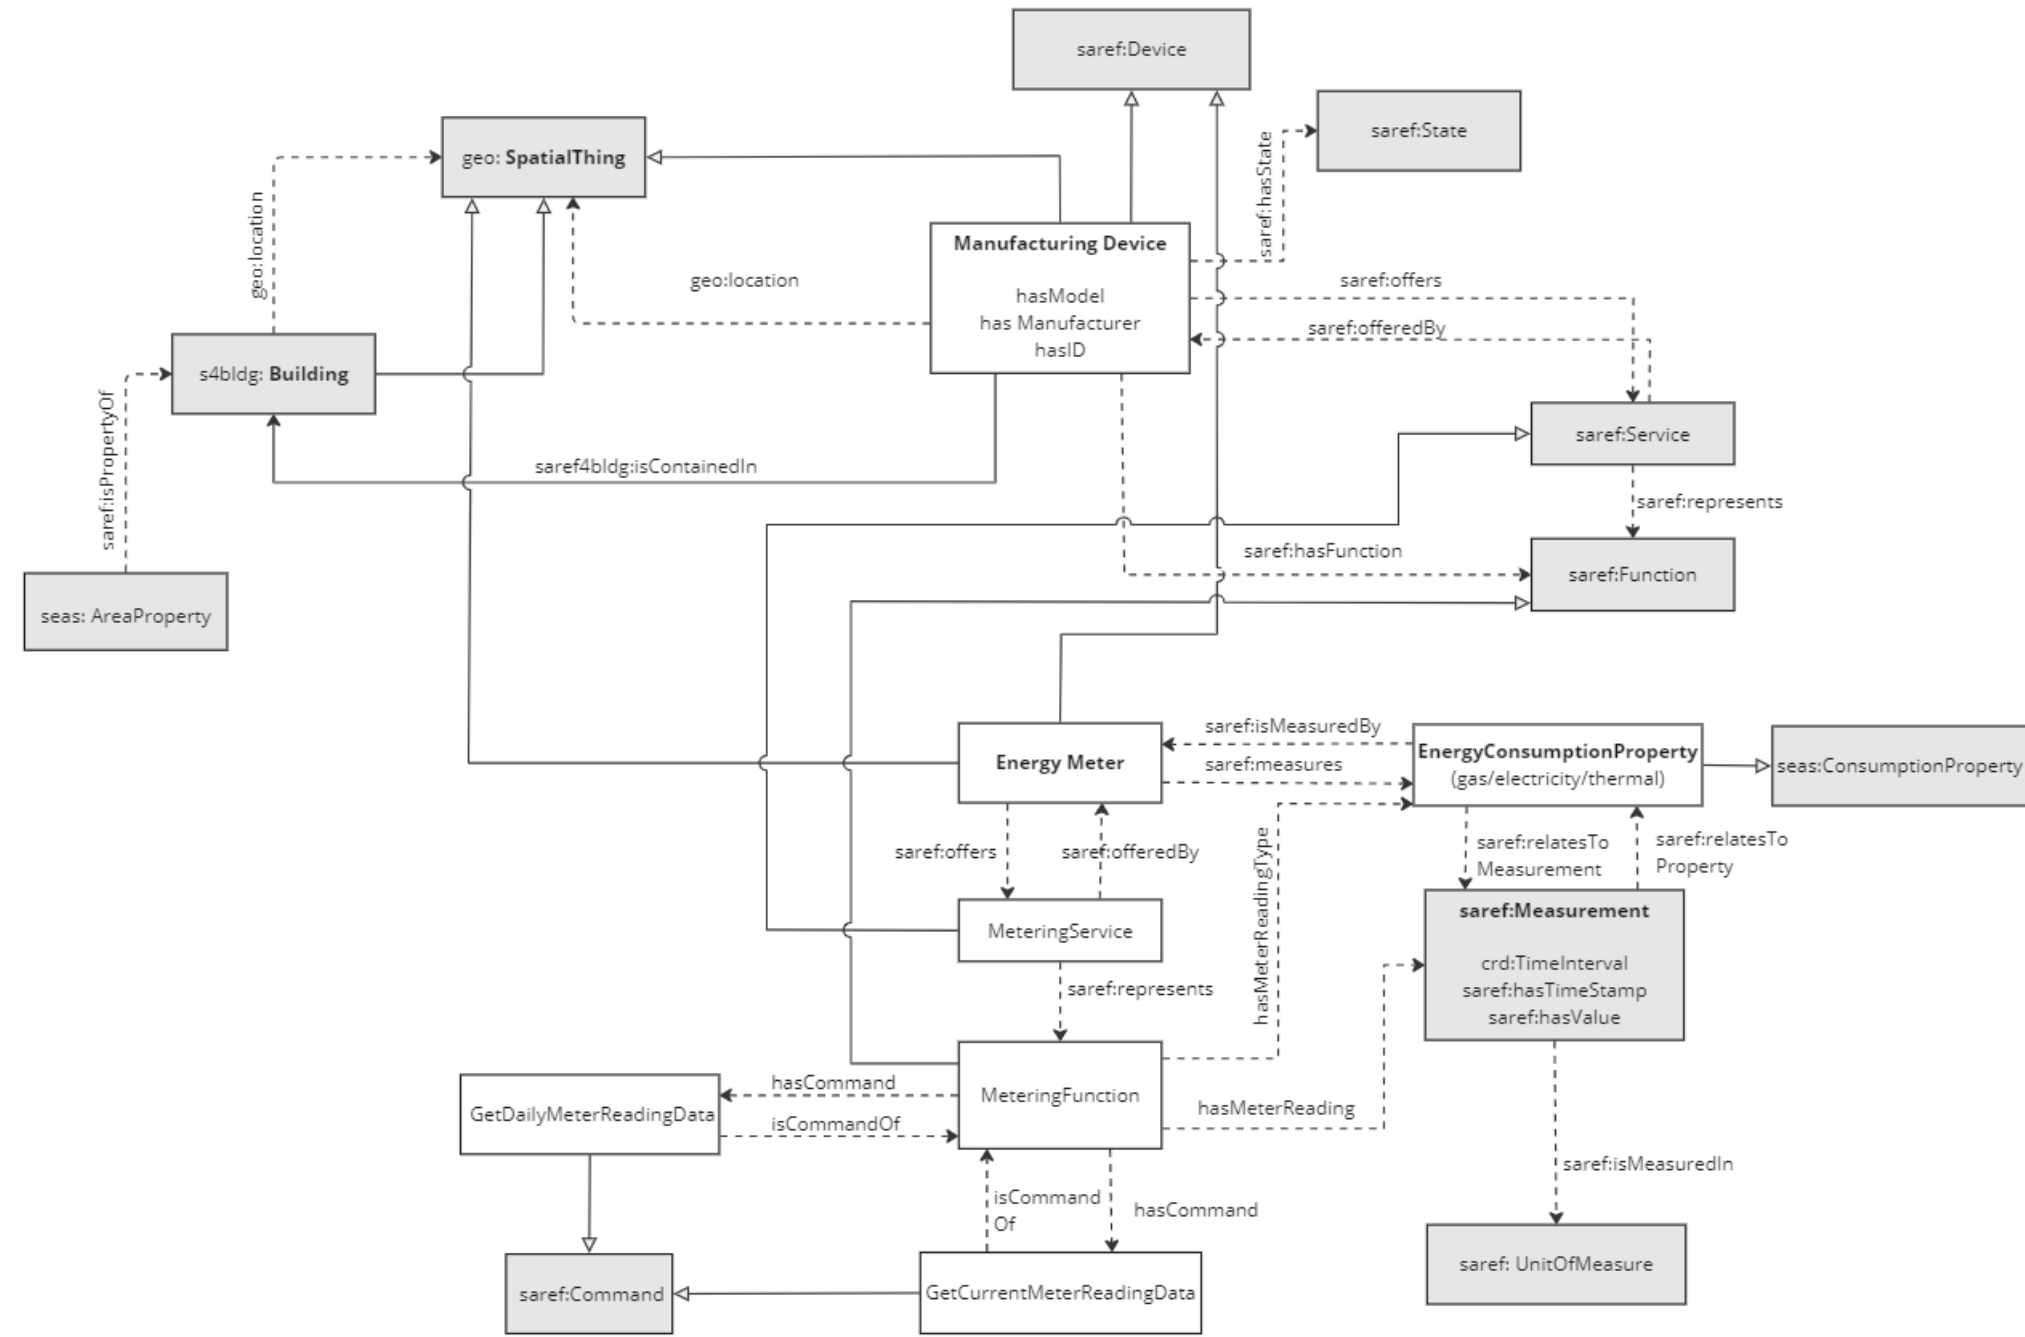 saref:Device
saref:State
geo: SpatialThing
saref:hasState
geo:location
Manufacturing Device
hasModel
has Manufacturer
hasID
geo:location
saref:offers
saref:offeredBy
s4bldg: Building
saref:isPropertyOf
saref:Service
saref4bldg:isContainedIn
saref:represents
saref:hasFunction
saref:Function
seas: AreaProperty
saref:isMeasuredBy
saref:measures
Energy Meter
EnergyConsumptionProperty
(gas/electricity/thermal)
seas:ConsumptionProperty
saref:offers
saref:offeredBy
hasMeterReadingType
saref:relatesTo
Measurement
saref:relatesTo
Property
MeteringService
saref:Measurement
crd:TimeInterval
saref:hasTimeStamp
saref:hasValue
saref:represents
hasCommand
isCommandOf
GetDailyMeterReadingData
MeteringFunction
hasMeterReading
saref:isMeasuredIn
isCommand
Of
hasCommand
saref:Command
GetCurrentMeterReadingData
saref: UnitOfMeasure